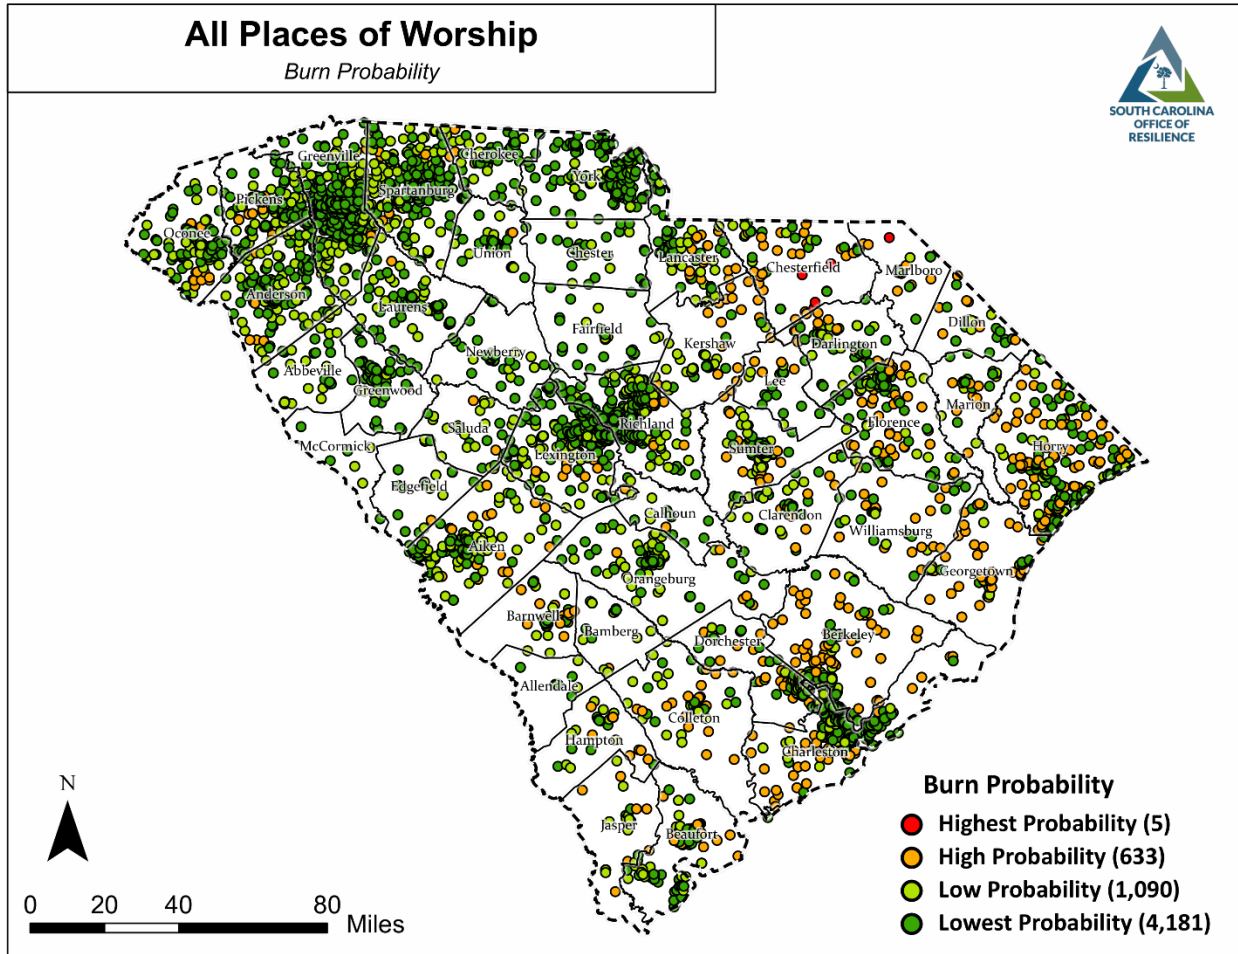 All Places of Worship
Burn Probability
SOUTH CAROLINA
OFFICE OF
RESILIENCE
Greenville
Cherokee
Spartanburg
York
Pickens
Oconee
Union
Chester
Lancaster
Chesterfield
Marlboro
Anderson
Laurens
Fairfield
Dillon
Newberry
Kershaw
Darlington
Abbeville
Greenwood
Lee
Marion
Saluda
Richland
Florence
McCormick
Lexington
Sumter
Horry
Edgefield
Calhoun
Clarendon
Williamsburg
Aiken
Orangeburg
Georgetown
Barnwell
Bamberg
Dorchester
Berkeley
Allendale
Colleton
Hampton
Charleston
Jasper
Beaufort
N
0 20 40 80 Miles
Burn Probability
Highest Probability (5)
High Probability (633)
Low Probability (1,090)
Lowest Probability (4,181)